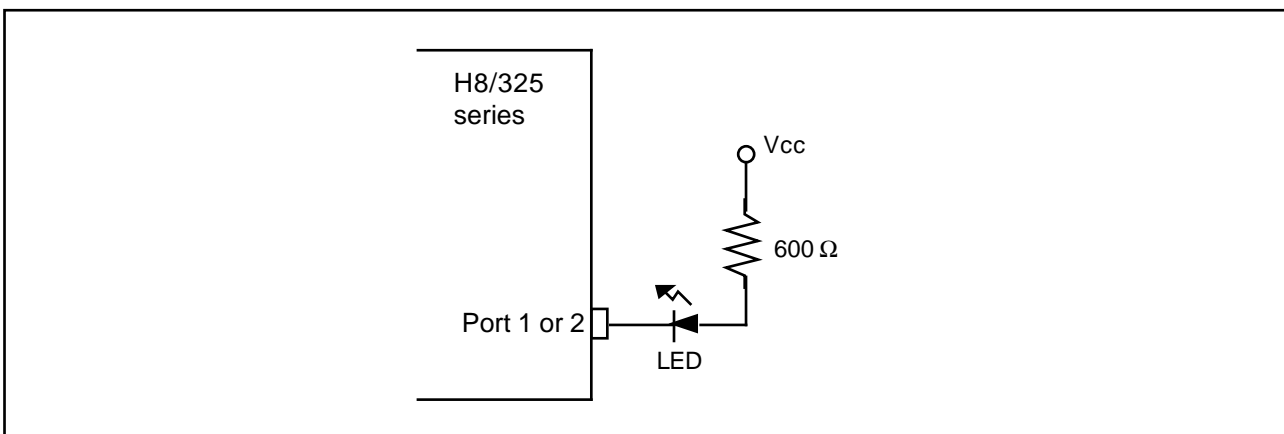 H8/325
series
Vcc
600 Ω
Port 1 or 2
LED